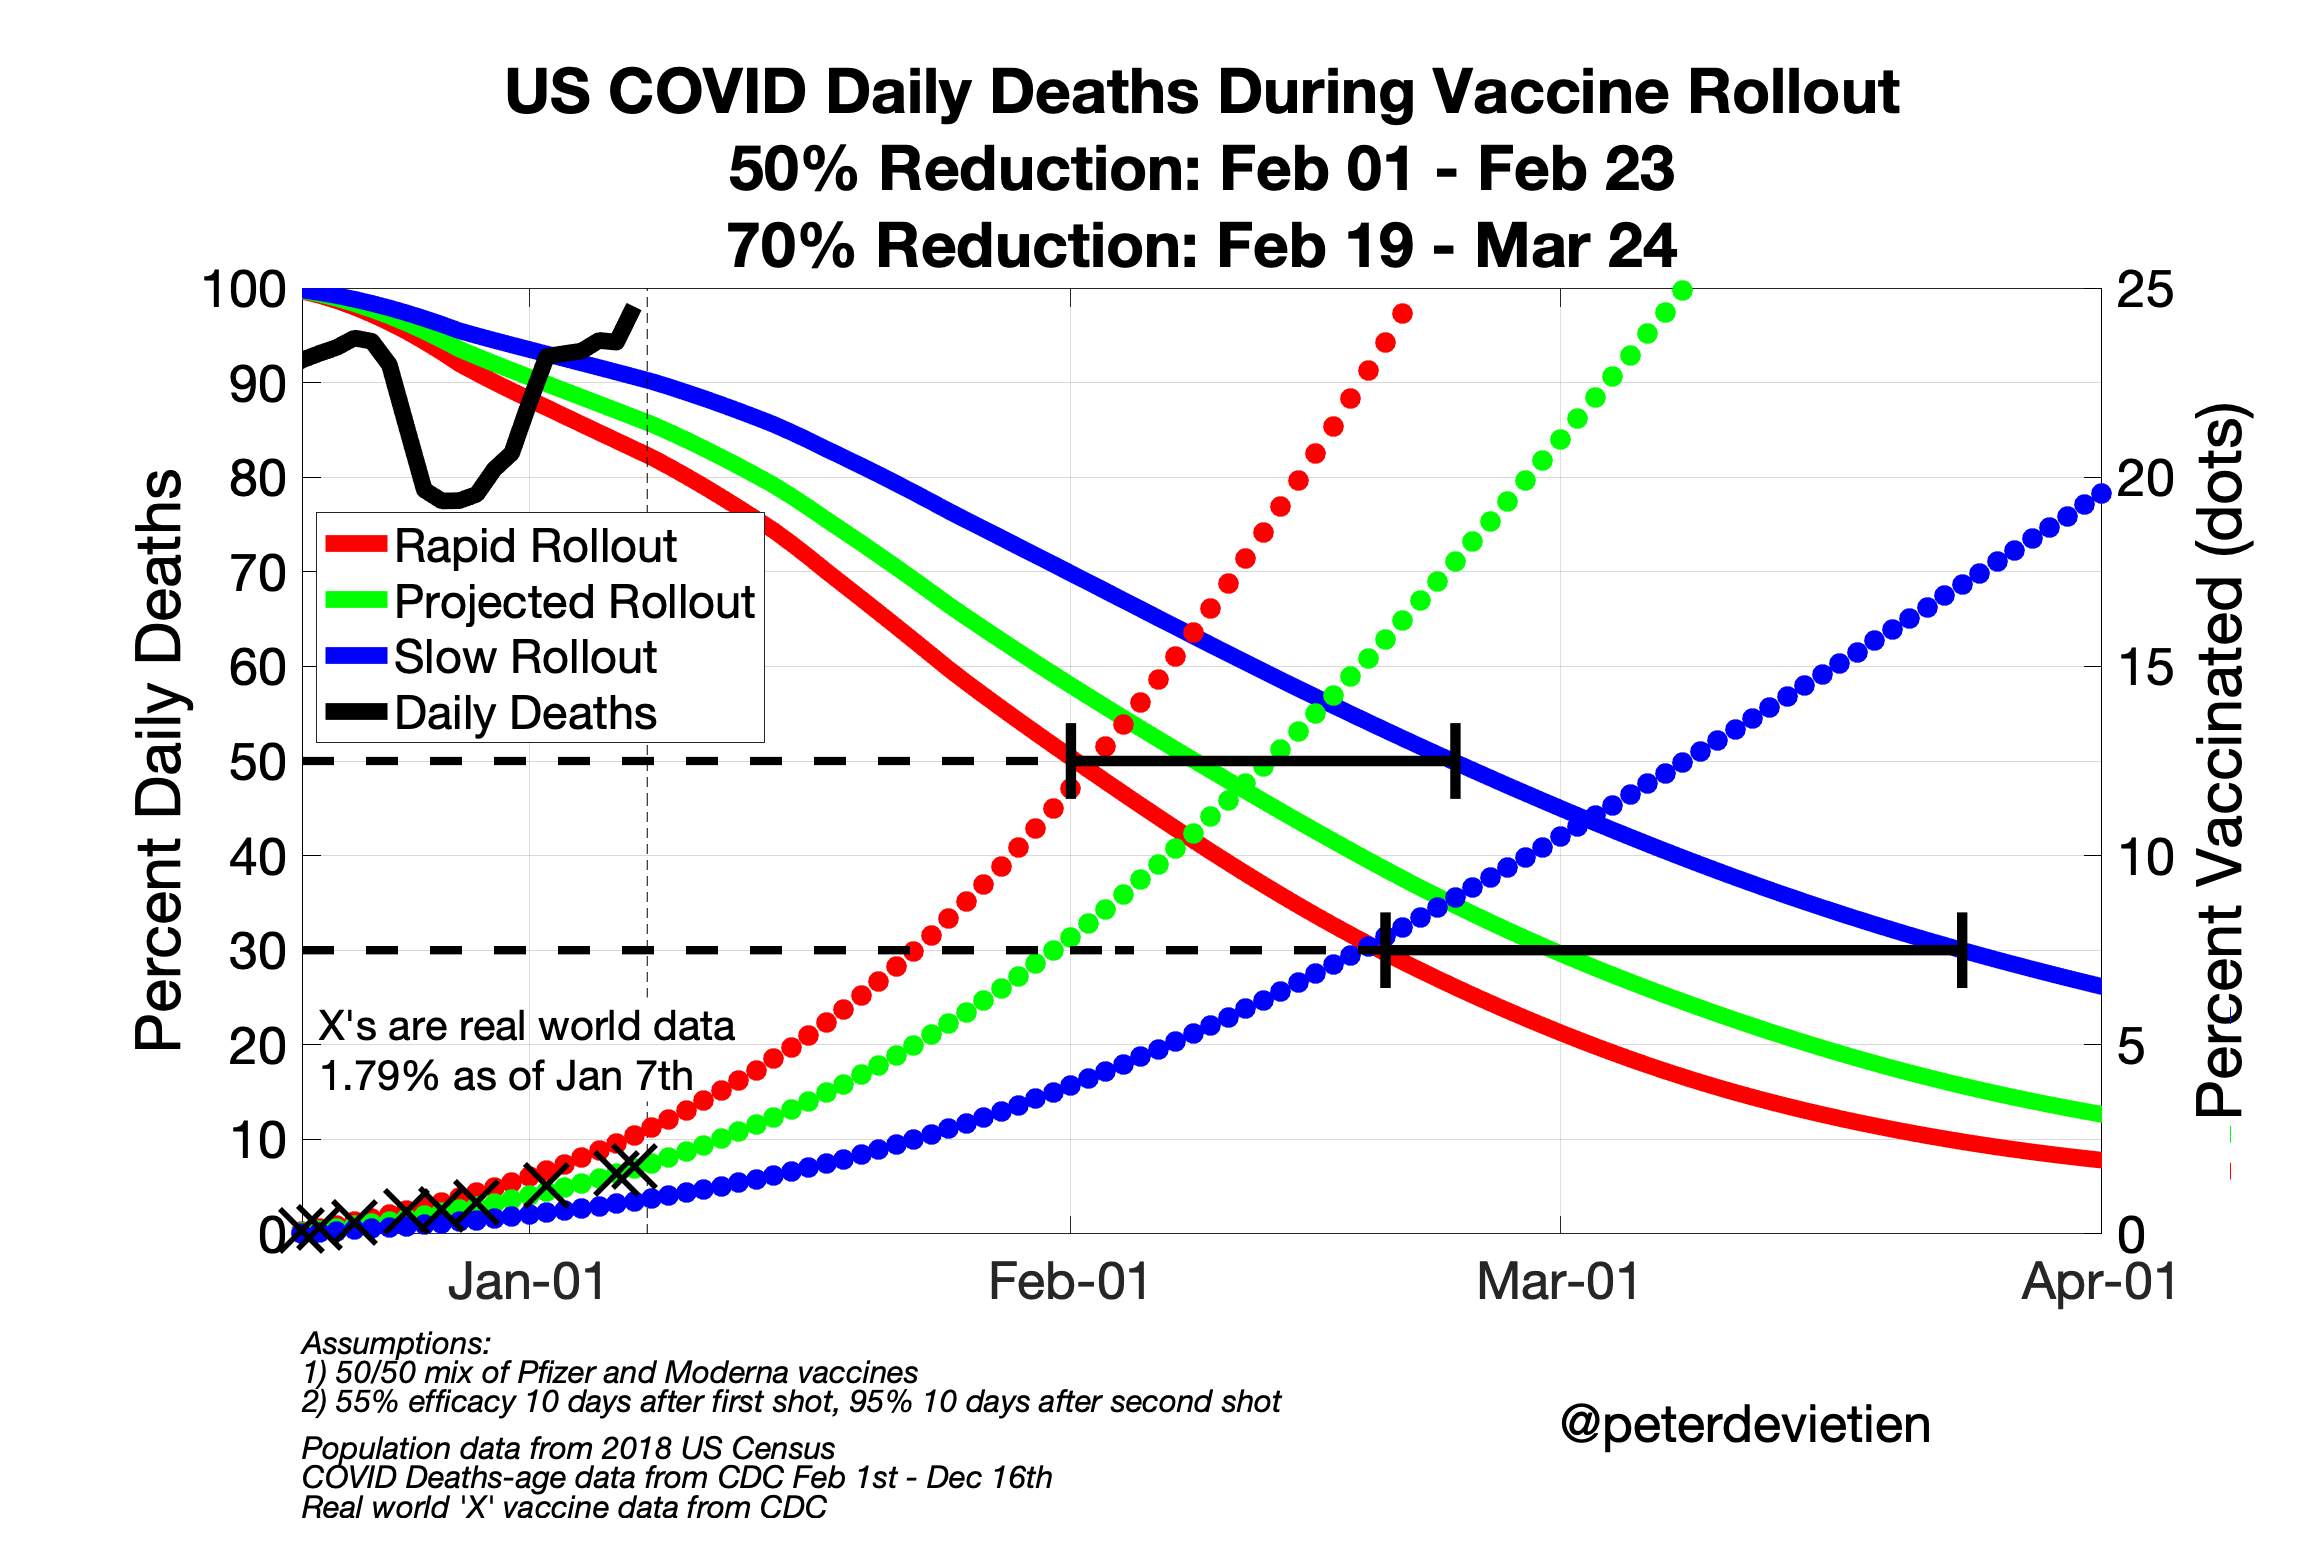 US COVID Daily Deaths During Vaccine Rollout
50% Reduction: Feb 01 - Feb 23
70% Reduction: Feb 19 - Mar 24
Percent Daily Deaths
100
90
80
70
60
50
40
30
20
10
0
Rapid Rollout
Projected Rollout
Slow Rollout
Daily Deaths
X's are real world data
1.79% as of Jan 7th
25
20
15
10
5
0
Percent Vaccinated (dots)
Jan-01
Feb-01
Mar-01
Apr-01
Assumptions:
1) 50/50 mix of Pfizer and Moderna vaccines
2) 55% efficacy 10 days after first shot, 95% 10 days after second shot
Population data from 2018 US Census
COVID Deaths-age data from CDC Feb 1st - Dec 16th
Real world 'X' vaccine data from CDC
@peterdevietien